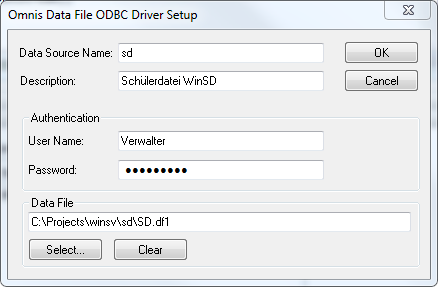 Omnis Data File ODBC Driver Setup
Data Source Name: sd OK
Description: Schülerdatei WinSD Cancel
Authentication
User Name: Verwalter
Password: ●●●●●●●●●
Data File
C:\Projects\winsv\sd\SD.df1
Select... Clear